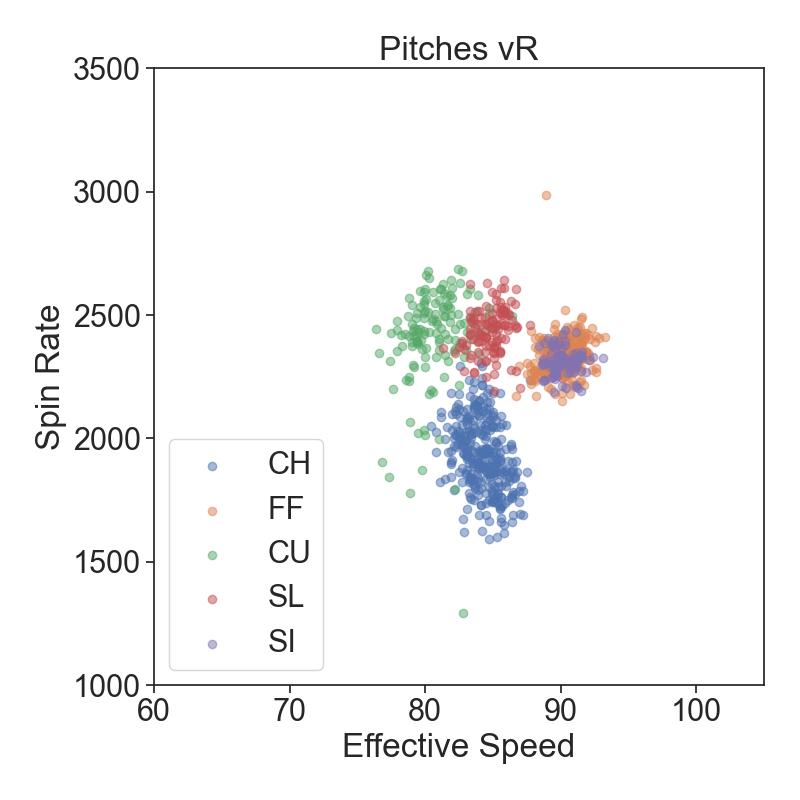 Pitches vR
3500
3000
2500
2000
1500
1000
Spin Rate
CH
FF
CU
SL
SI
60 70 80 90 100
Effective Speed